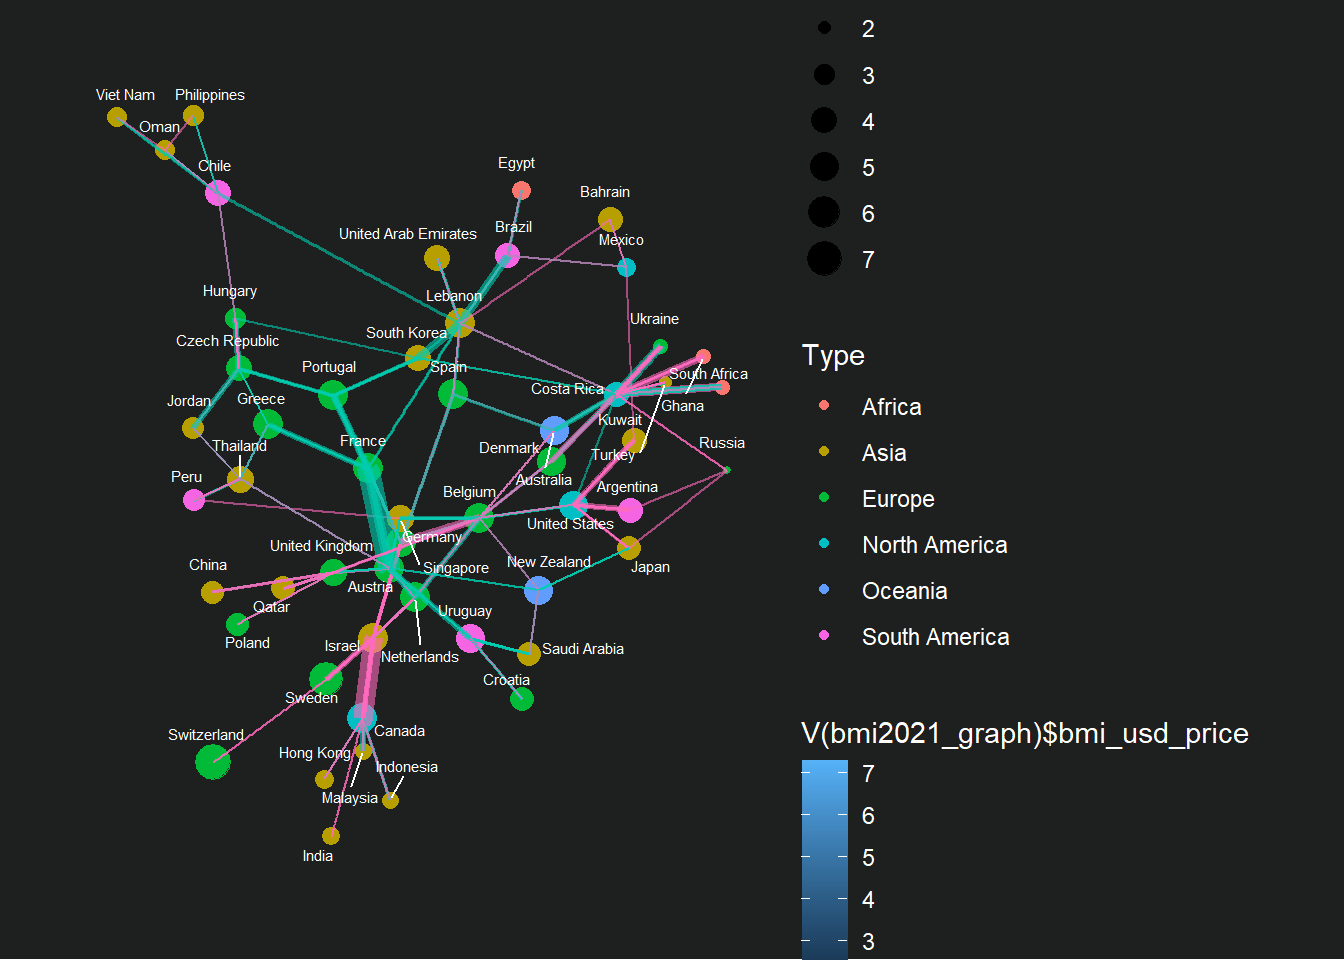 2
3
4
5
6
7
Type
Africa
Asia
Europe
North America
Oceania
South America
V(bmi2021_graph)$bmi_usd_price
7
6
5
4
3
Viet Nam
Philippines
Oman
Chile
Egypt
Bahrain
Brazil
United Arab Emirates
Mexico
Hungary
Lebanon
Ukraine
Czech Republic
South Korea
Portugal
Spain
South Africa
Costa Rica
Jordan
Greece
Ghana
Kuwait
Thailand
France
Denmark
Turkey
Russia
Peru
Australia
Argentina
Belgium
United States
Germany
United Kingdom
China
Singapore
New Zealand
Japan
Austria
Qatar
Uruguay
Poland
Israel
Netherlands
Saudi Arabia
Croatia
Sweden
Switzerland
Canada
Hong Kong
Indonesia
Malaysia
India